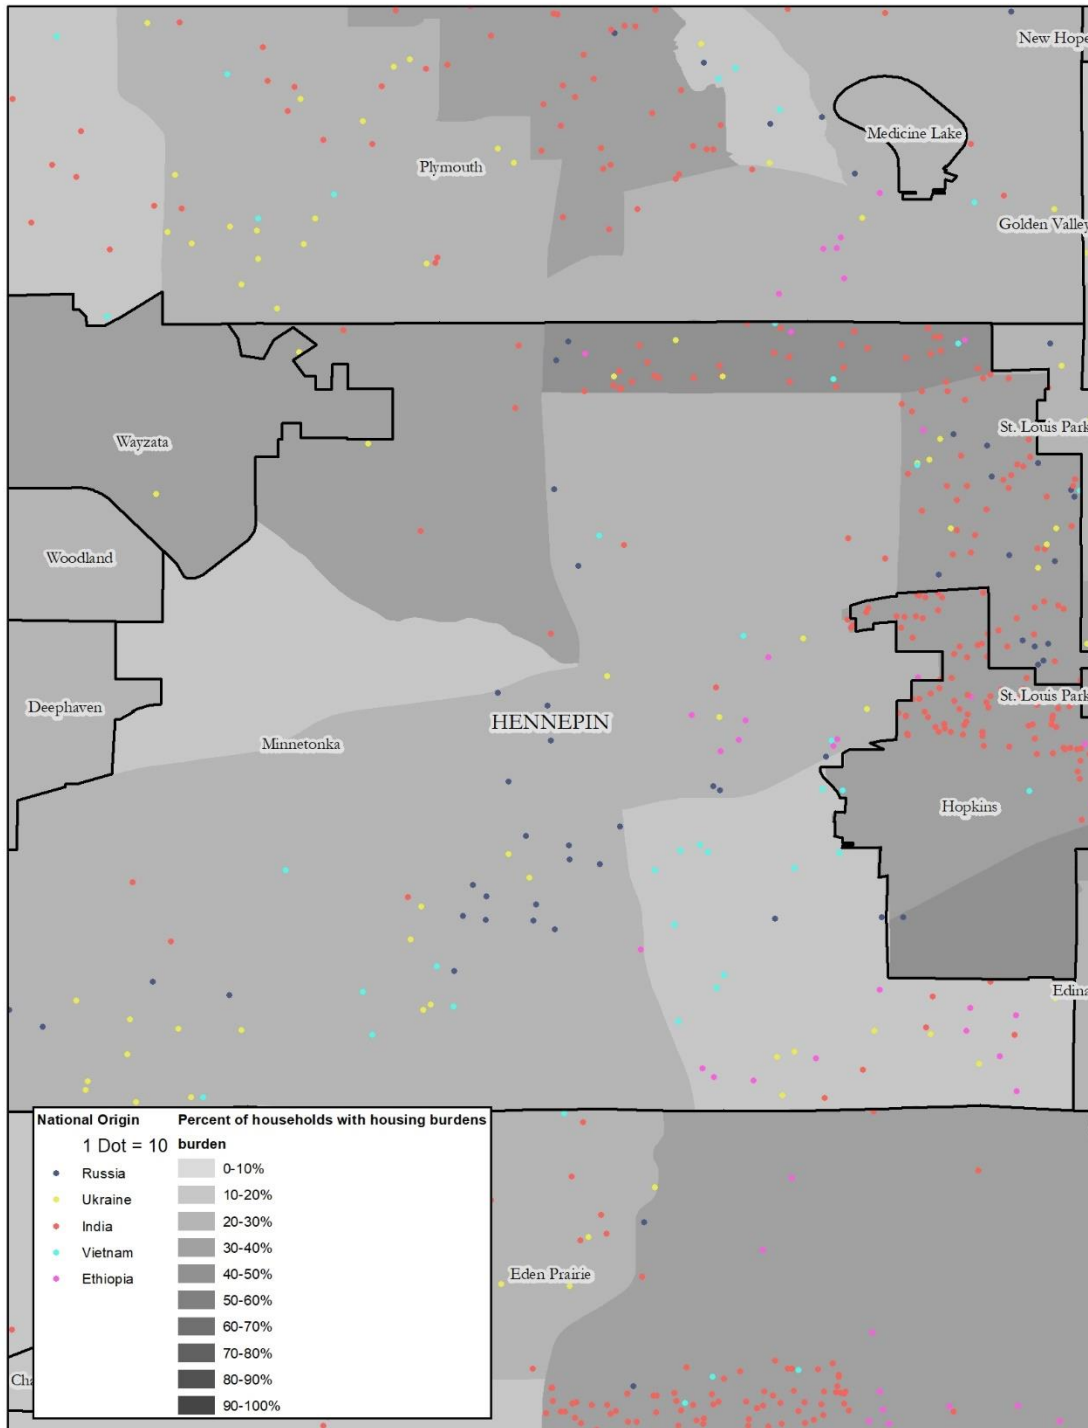 New Hope
Medicine Lake
Plymouth
Golden Valley
St. Louis Park
Wayzata
Woodland
St. Louis Park
Deephaven
HENNEPIN
Minnetonka
Hopkins
Edina
National Origin
1 Dot = 10
Russia
Ukraine
India
Vietnam
Ethiopia
Percent of households with housing burdens
burden
0-10%
10-20%
20-30%
30-40%
40-50%
50-60%
60-70%
70-80%
80-90%
90-100%
Eden Prairie
Cha